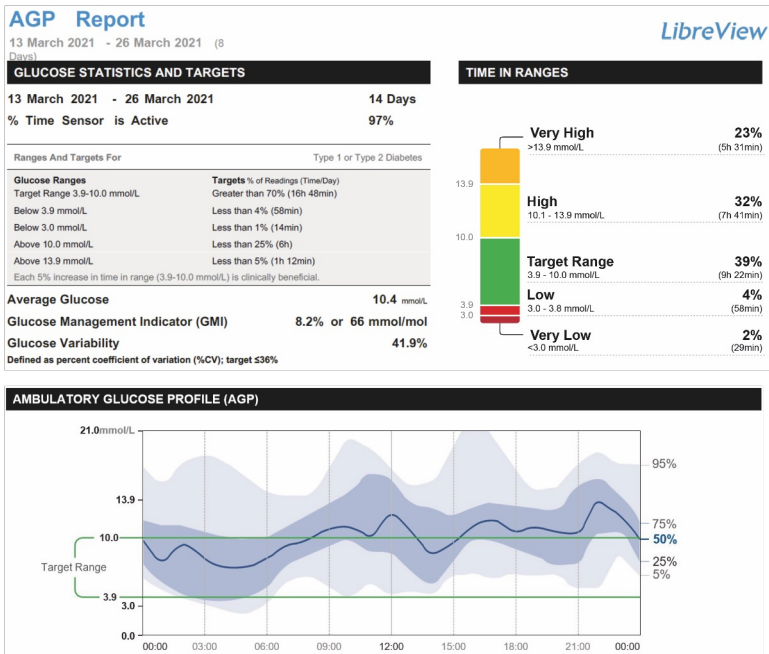 AGP Report
13 March 2021 - 26 March 2021 (8
Days)
LibreView
GLUCOSE STATISTICS AND TARGETS
13 March 2021 - 26 March 2021 14 Days
% Time Sensor is Active 97%
Ranges And Targets For Type 1 or Type 2 Diabetes
Glucose Ranges Targets % of Readings (Time/Day)
Target Range 3.9-10.0 mmol/L Greater than 70% (16h 48min)
Below 3.9 mmol/L Less than 4% (58min)
Below 3.0 mmol/L Less than 1% (14min)
Above 10.0 mmol/L Less than 25% (6h)
Above 13.9 mmol/L Less than 5% (1h 12min)
Each 5% increase in time in range (3.9-10.0 mmol/L) is clinically beneficial.
Average Glucose 10.4 mmol/L
Glucose Management Indicator (GMI) 8.2% or 66 mmol/mol
Glucose Variability 41.9%
Defined as percent coefficient of variation (%CV); target ≤36%
TIME IN RANGES
Very High 23%
>13.9 mmol/L (5h 31min)
13.9
High 32%
10.1 - 13.9 mmol/L (7h 41min)
10.0
Target Range 39%
3.9 - 10.0 mmol/L (9h 22min)
Low 4%
3.9
3.0 - 3.8 mmol/L (58min)
3.0
Very Low 2%
<3.0 mmol/L (29min)
AMBULATORY GLUCOSE PROFILE (AGP)
21.0mmol/L
95%
13.9
75%
10.0
50%
Target Range
25%
5%
3.9
3.0
0.0
00:00 03:00 06:00 09:00 12:00 15:00 18:00 21:00 00:00